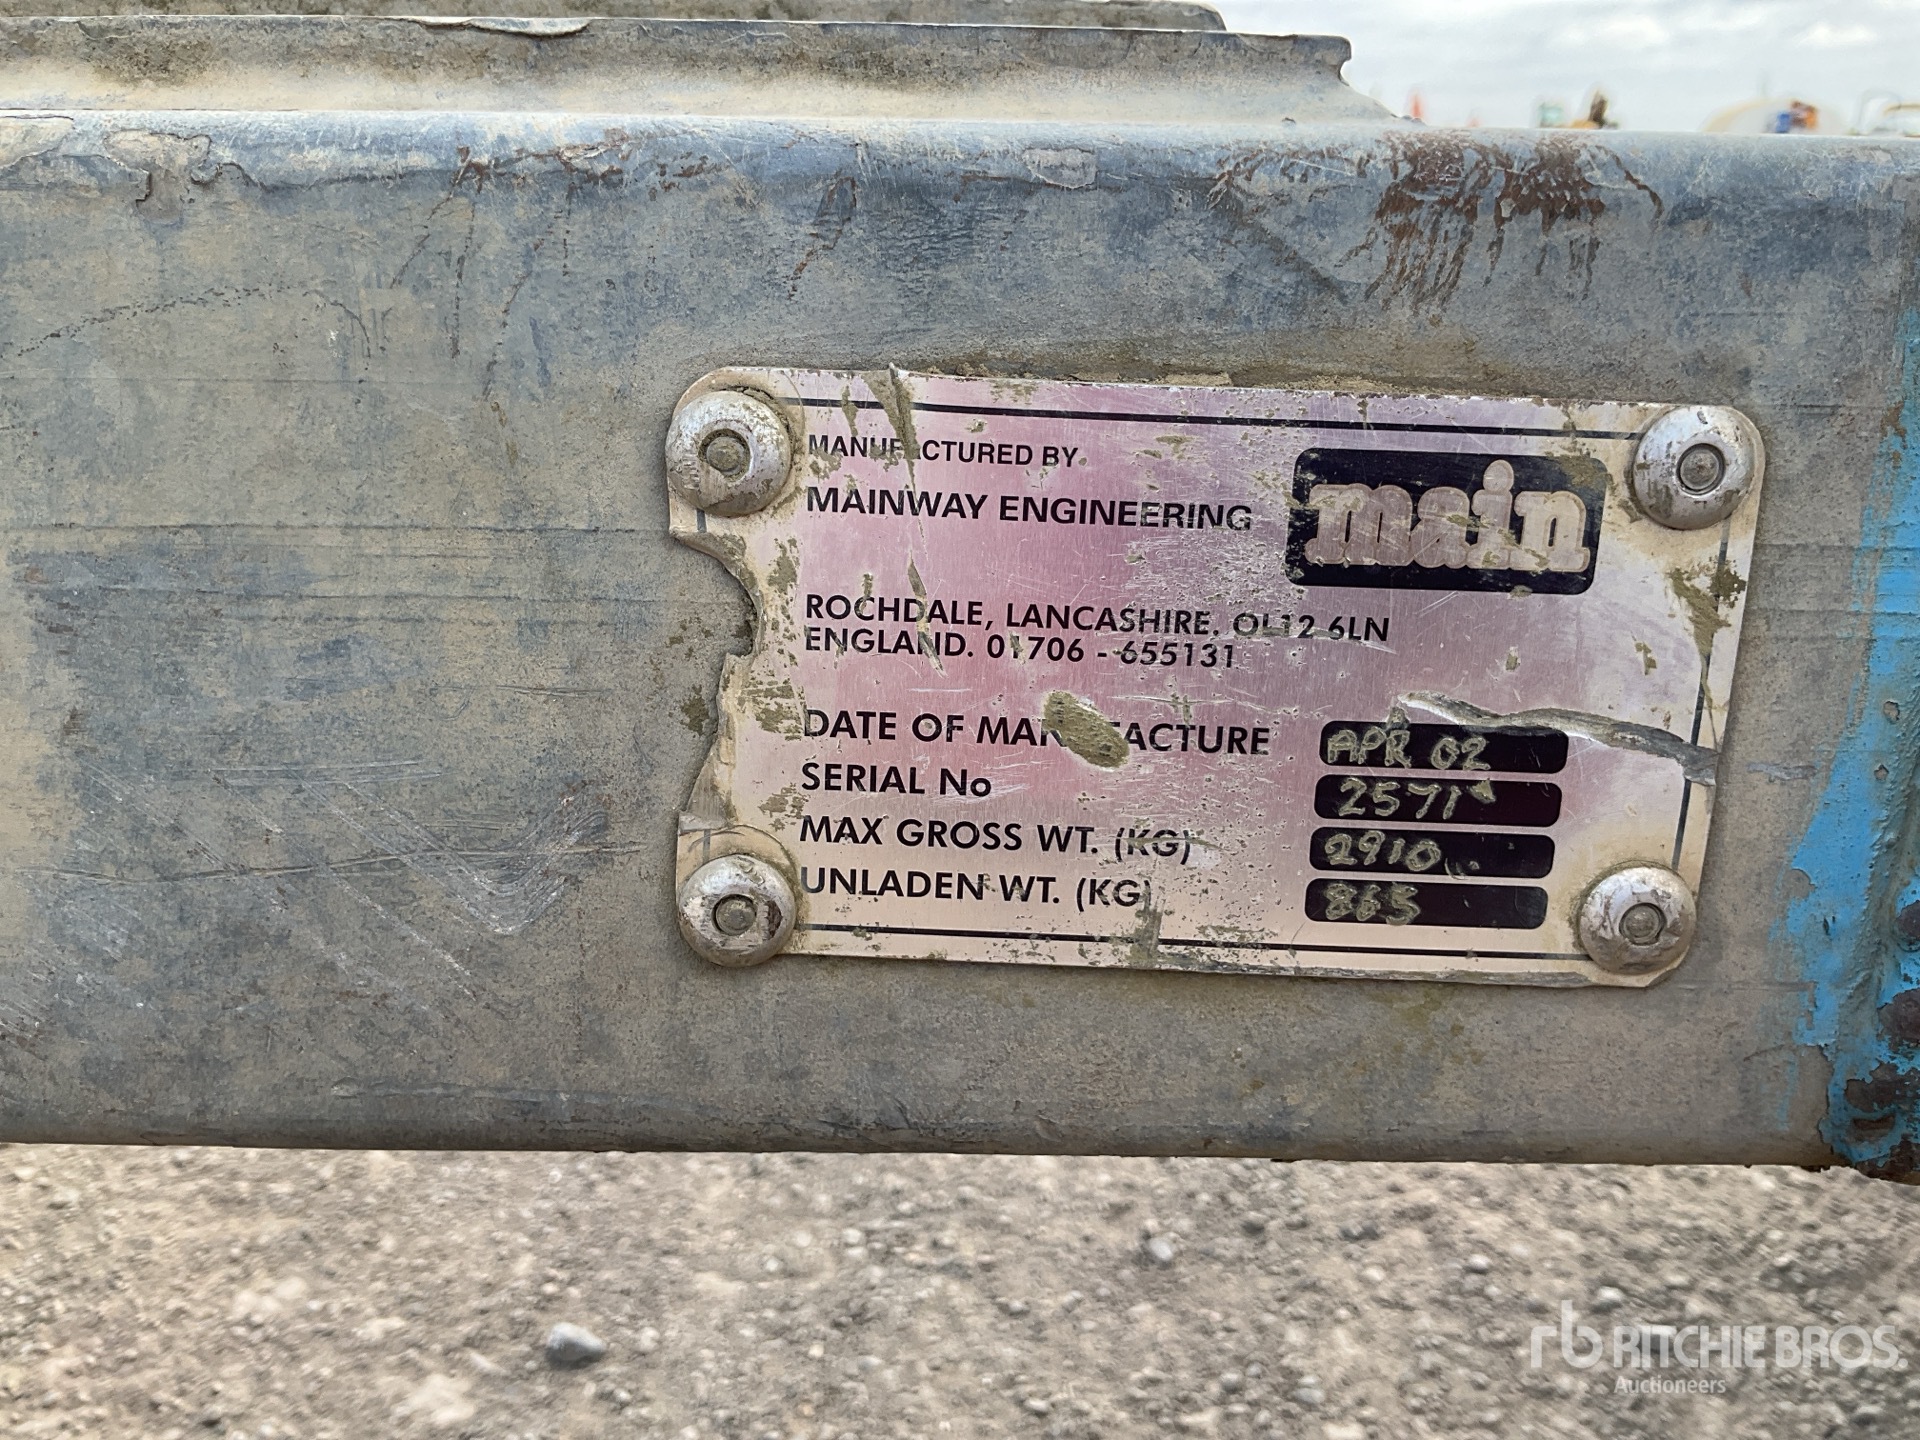 MANUFACTURED BY
MAINWAY ENGINEERING
main
ROCHDALE, LANCASHIRE. OL12 6LN
ENGLAND. 01706 - 655131
DATE OF MANUFACTURE APR 02
SERIAL No 2571
MAX GROSS WT. (KG) 2910
UNLADEN WT. (KG) 865
rb RITCHIE BROS.
Auctioneers